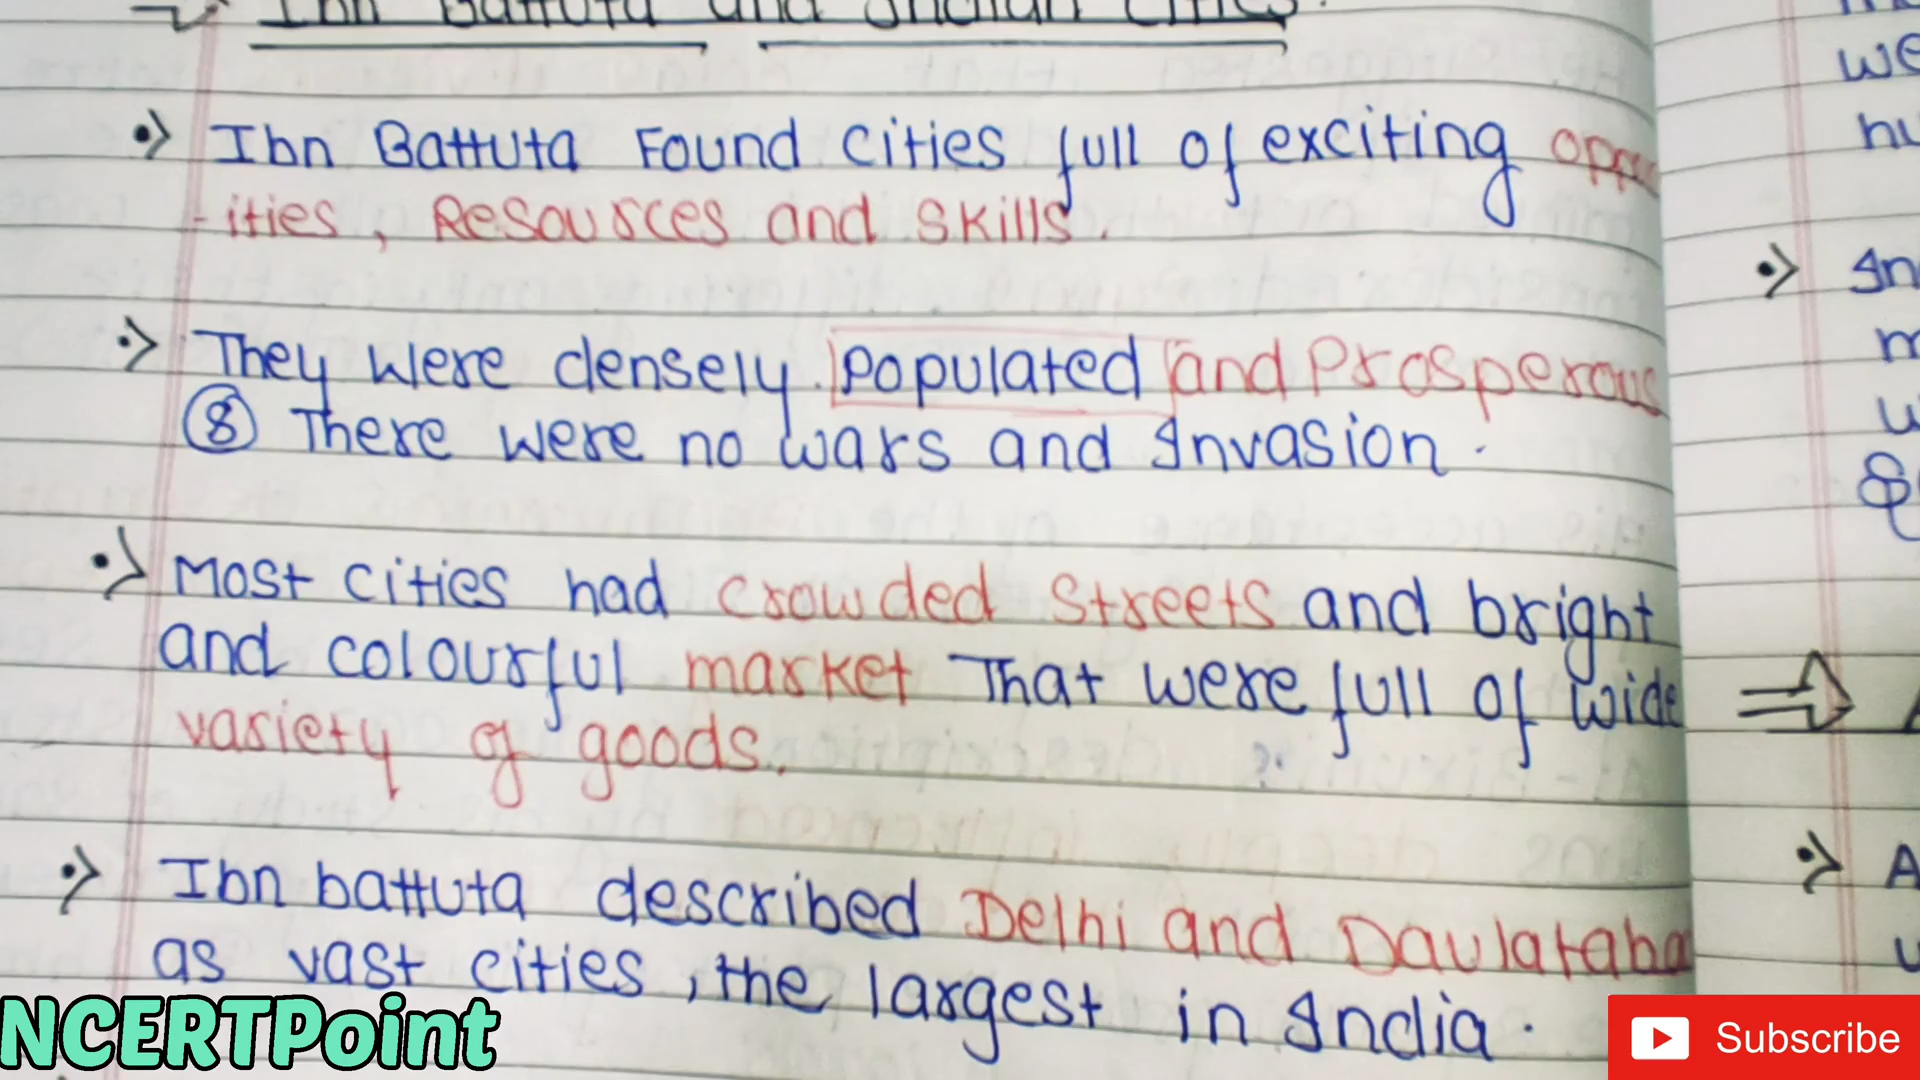 Ibn Battuta and Indian Cities.
Ibn Battuta Found cities full of exciting
-ities, Resources and skills.
They were densely populated and Prosperous
⑧ There were no wars and Invasion.
Most cities had crowded streets and bright
and colourful market That were full of wide
variety of goods.
Ibn battuta described Delhi and Daulataba
as vast cities, the largest in India.
NCERTPoint
Subscribe
we